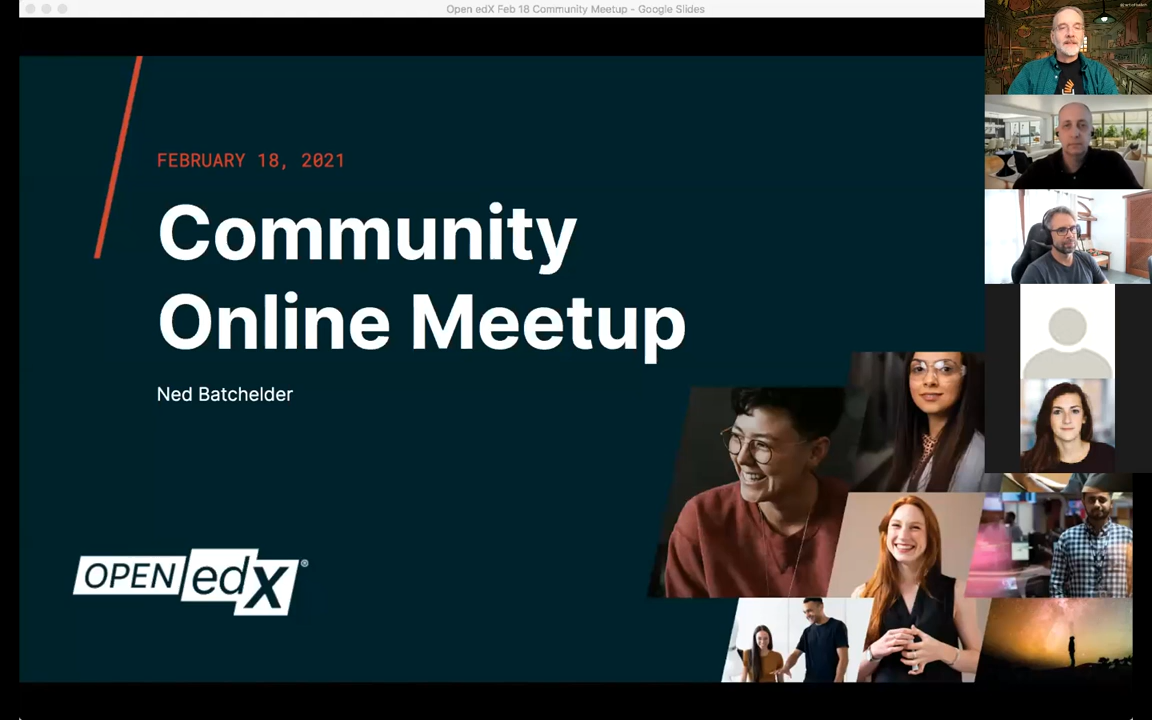 Open edX Feb 18 Community Meetup - Google Slides
FEBRUARY 18, 2021
Community
Online Meetup
Ned Batchelder
OPEN edX®